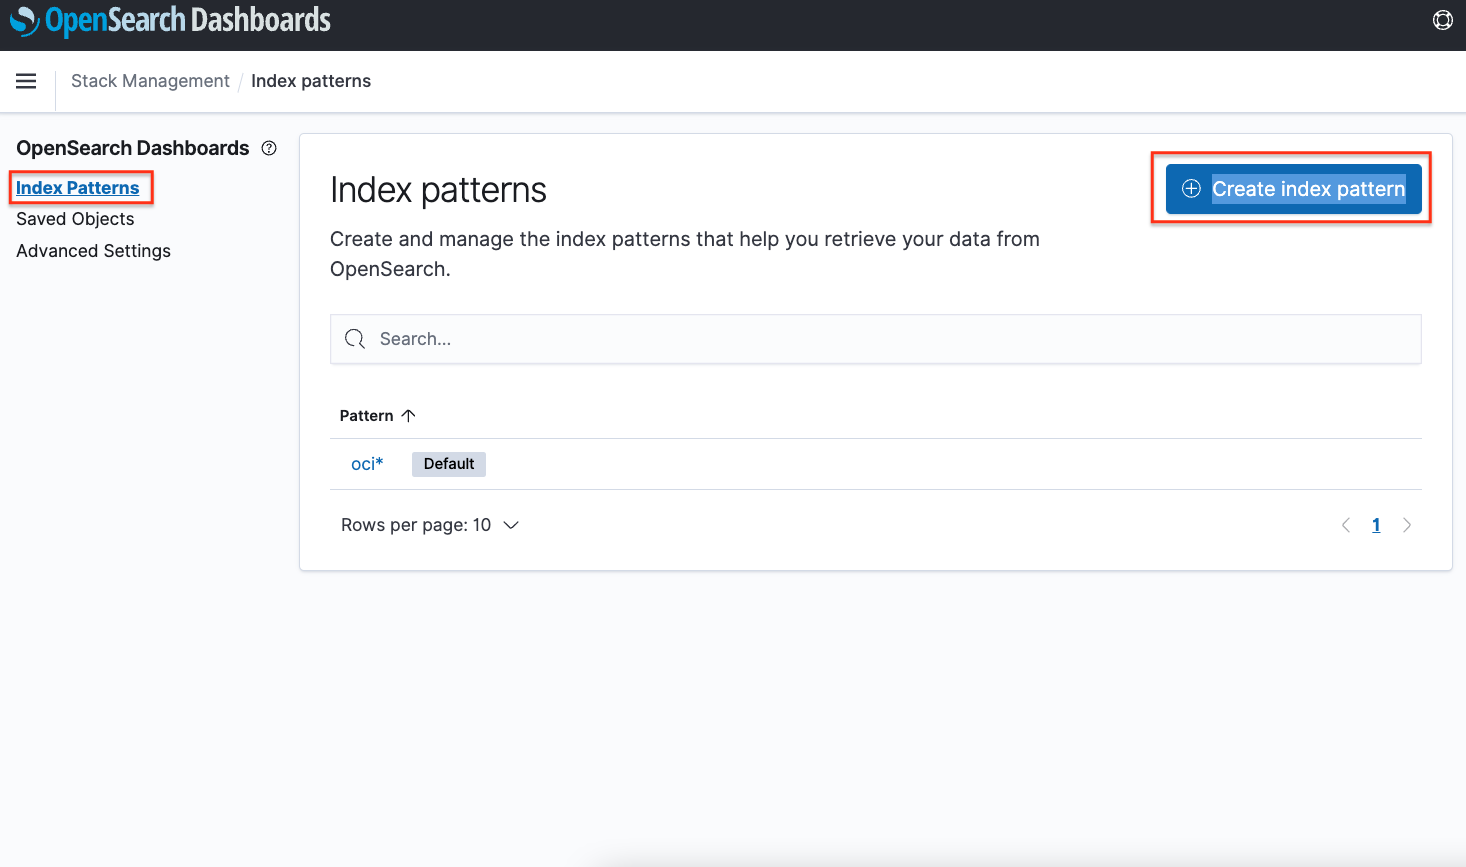 OpenSearch Dashboards
Stack Management / Index patterns
OpenSearch Dashboards
Index Patterns
Saved Objects
Advanced Settings
Index patterns
Create index pattern
Create and manage the index patterns that help you retrieve your data from
OpenSearch.
Search...
Pattern
oci* Default
Rows per page: 10
1